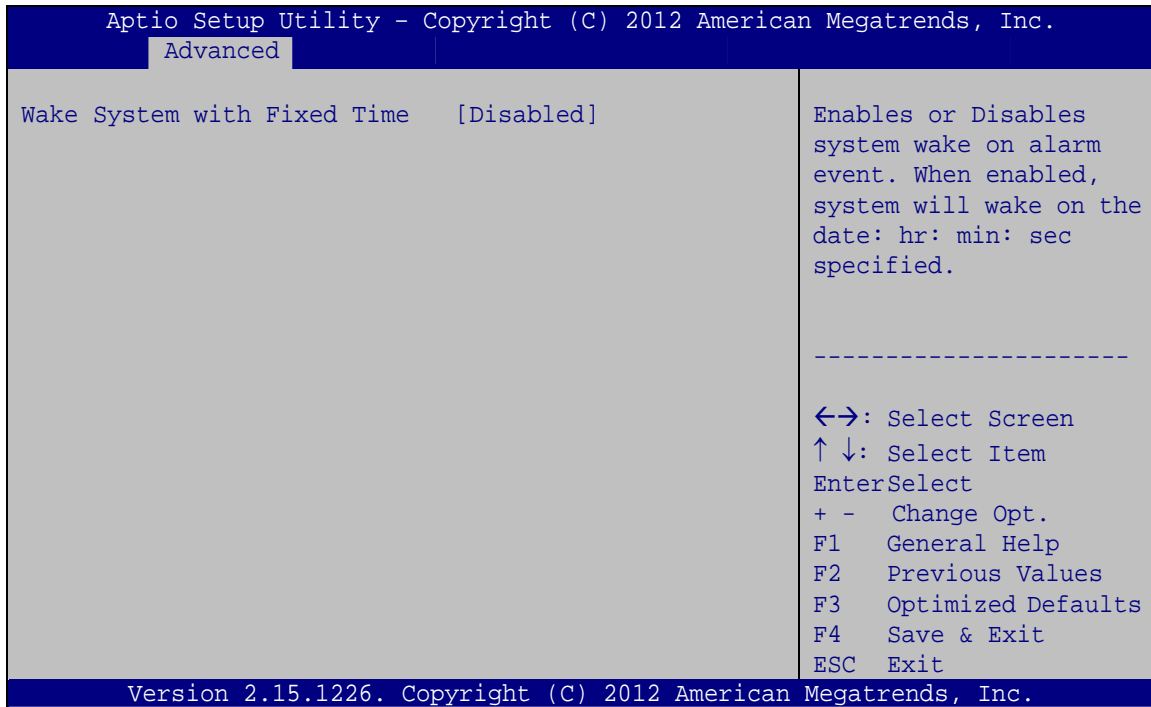 Aptio Setup Utility – Copyright (C) 2012 American Megatrends, Inc.
Advanced
Wake System with Fixed Time [Disabled]
Enables or Disables
system wake on alarm
event. When enabled,
system will wake on the
date: hr: min: sec
specified.
----------------------
←→: Select Screen
↑ ↓: Select Item
EnterSelect
+ - Change Opt.
F1 General Help
F2 Previous Values
F3 Optimized Defaults
F4 Save & Exit
ESC Exit
Version 2.15.1226. Copyright (C) 2012 American Megatrends, Inc.